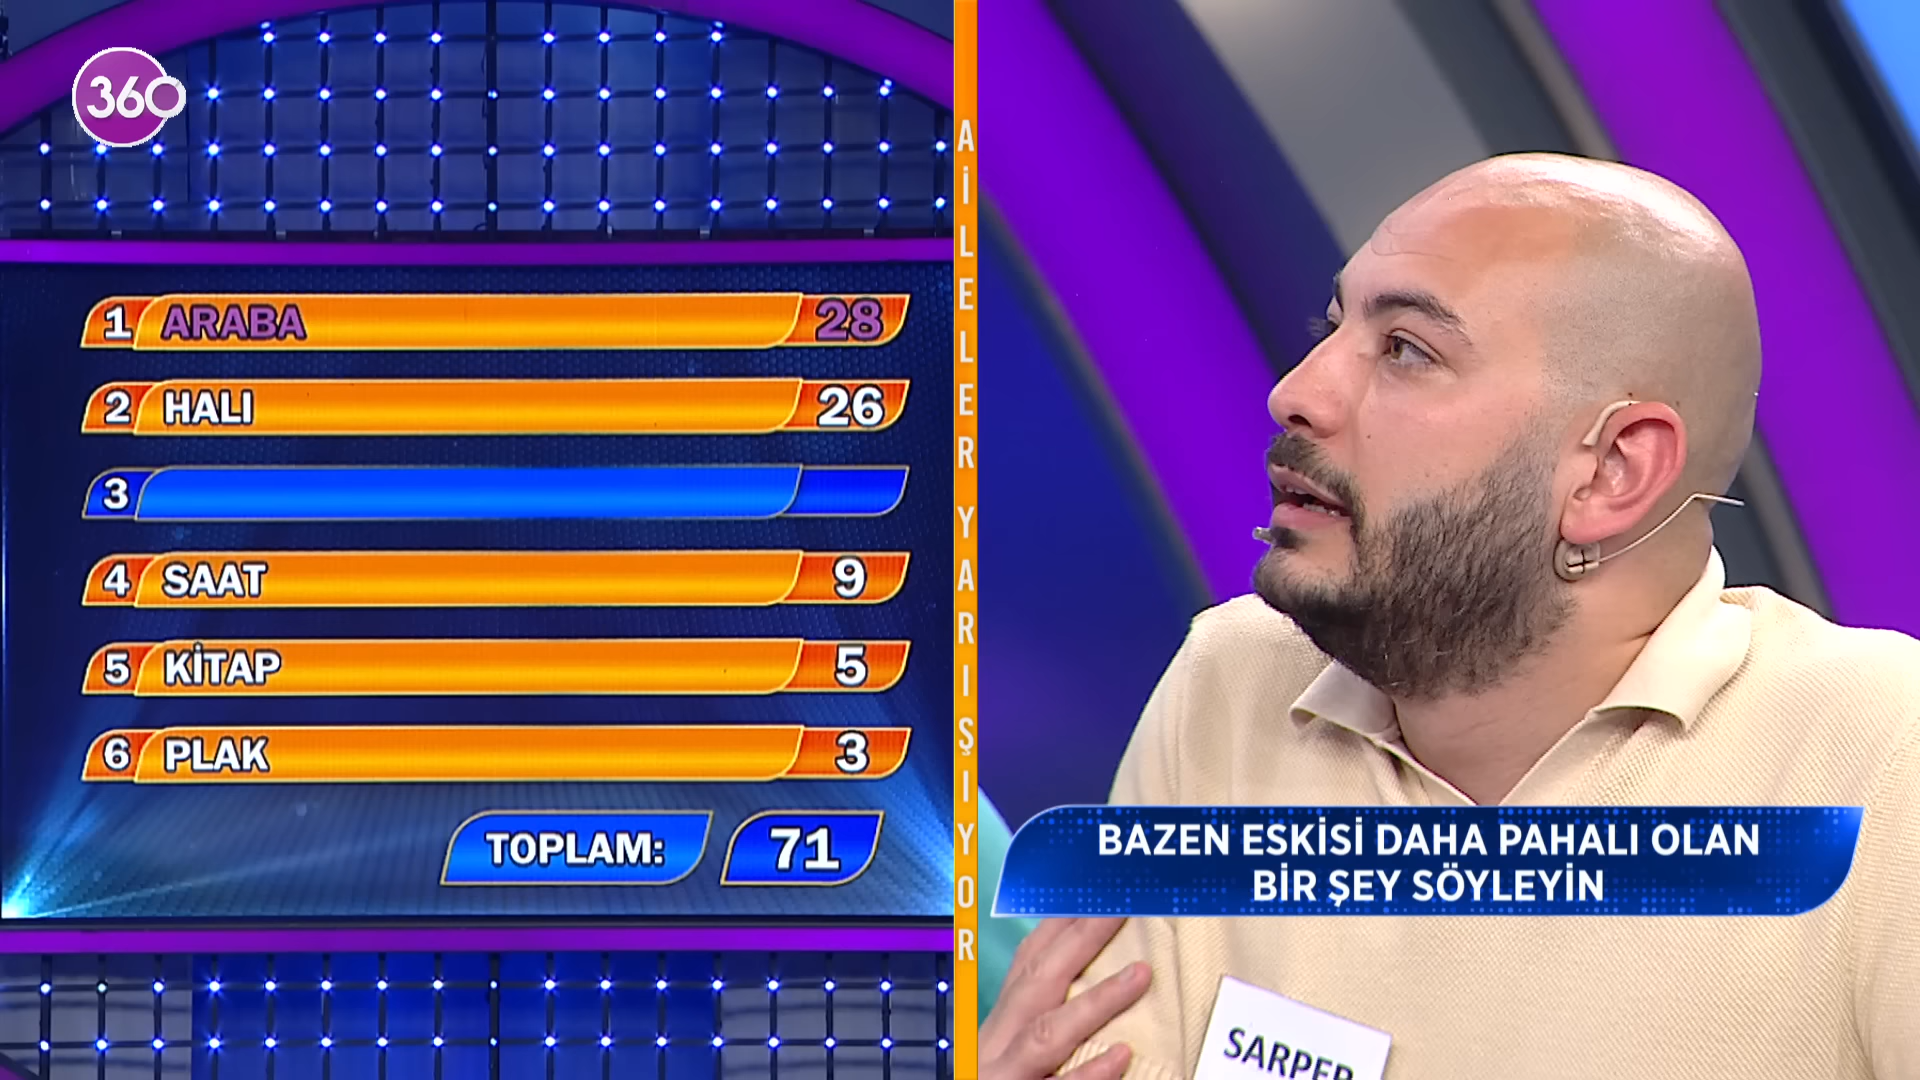 360
1 ARABA 28
2 HALI 26
3
4 SAAT 9
5 KİTAP 5
6 PLAK 3
TOPLAM: 71
AİLELER YARIŞIYOR
BAZEN ESKİSİ DAHA PAHALI OLAN
BİR ŞEY SÖYLEYİN
SARPER